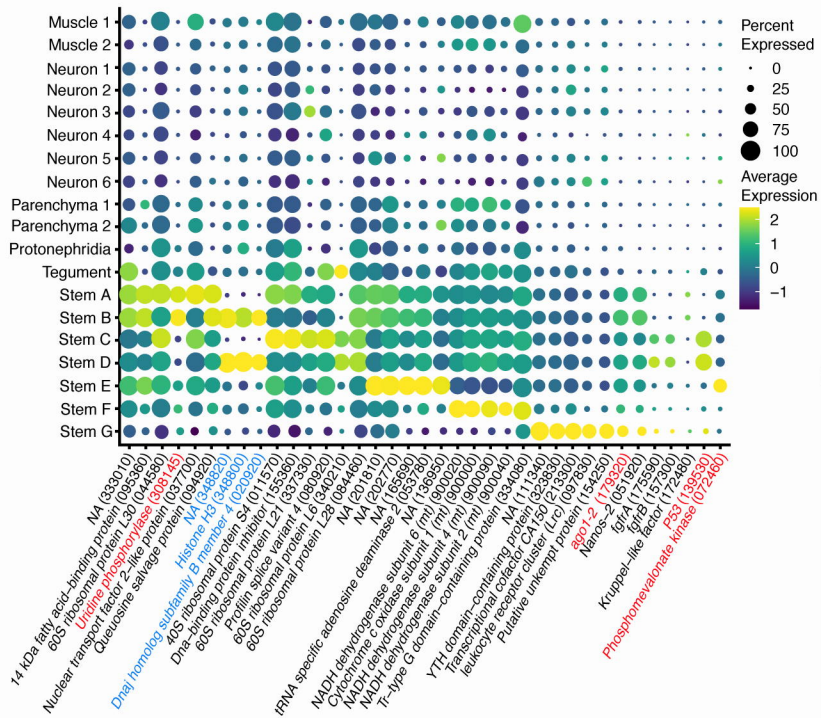 Muscle 1
Muscle 2
Neuron 1
Neuron 2
Neuron 3
Neuron 4
Neuron 5
Neuron 6
Parenchyma 1
Parenchyma 2
Protonephridia
Tegument
Stem A
Stem B
Stem C
Stem D
Stem E
Stem F
Stem G
Percent
Expressed
0
25
50
75
100
Average
Expression
2
1
0
−1
NA (333010)
14 kDa fatty acid−binding protein (095360)
60S ribosomal protein L30 (044580)
Uridine phosphorylase (308145)
Nuclear transport factor 2−like protein (037700)
Queuosine salvage protein (094920)
NA (348820)
Histone H3 (348800)
Dnaj homolog subfamily B member 4 (020920)
40S ribosomal protein S4 (011570)
Dna−binding protein inhibitor (155360)
60S ribosomal protein L21 (337330)
Profilin splice variant 4 (080920)
60S ribosomal protein L6 (340210)
60S ribosomal protein L28 (084460)
NA (201810)
NA (202770)
tRNA specific adenosine deaminase 2 (053780)
NA (165890)
NA (136950)
NADH dehydrogenase subunit 6 (mt) (900020)
Cytochrome c oxidase subunit 1 (mt) (900000)
NADH dehydrogenase subunit 4 (mt) (900090)
NADH dehydrogenase subunit 2 (mt) (900040)
Tr−type G domain−containing protein (334080)
NA (111340)
YTH domain−containing protein (323830)
Transcriptional cofactor CA150 (213300)
leukocyte receptor cluster (Lrc) (097830)
Putative unkempt protein (154250)
ago1-2 (179320)
Nanos−2 (051920)
fgfrA (175590)
fgfrB (157300)
Kruppel−like factor (172480)
P53 (139530)
Phosphomevalonate kinase (072460)